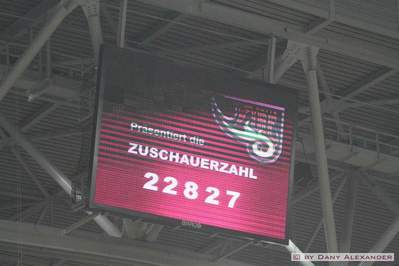 Präsentiert die
ZUSCHAUERZAHL
22827
© BY DANY ALEXANDER